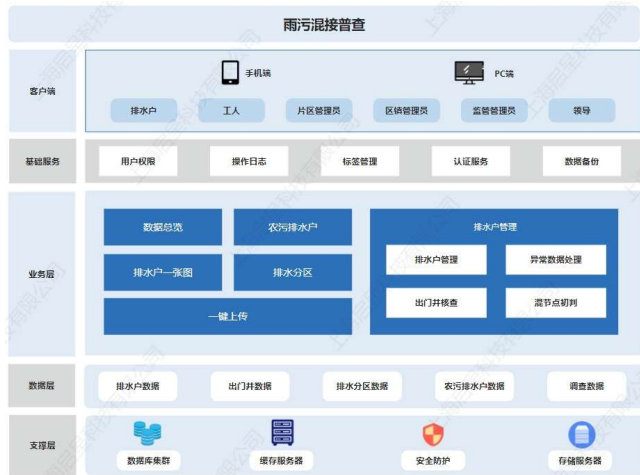 雨污混接普查
客户端
手机端
PC端
排水户
工人
片区管理员
区镇管理员
监管管理员
领导
基础服务
用户权限
操作日志
标签管理
认证服务
数据备份
业务层
数据总览
农污排水户
排水户一张图
排水分区
一键上传
排水户管理
排水户管理
异常数据处理
出门井核查
混节点初判
数据层
排水户数据
出门井数据
排水分区数据
农污排水户数据
调查数据
支撑层
数据库集群
缓存服务器
安全防护
存储服务器